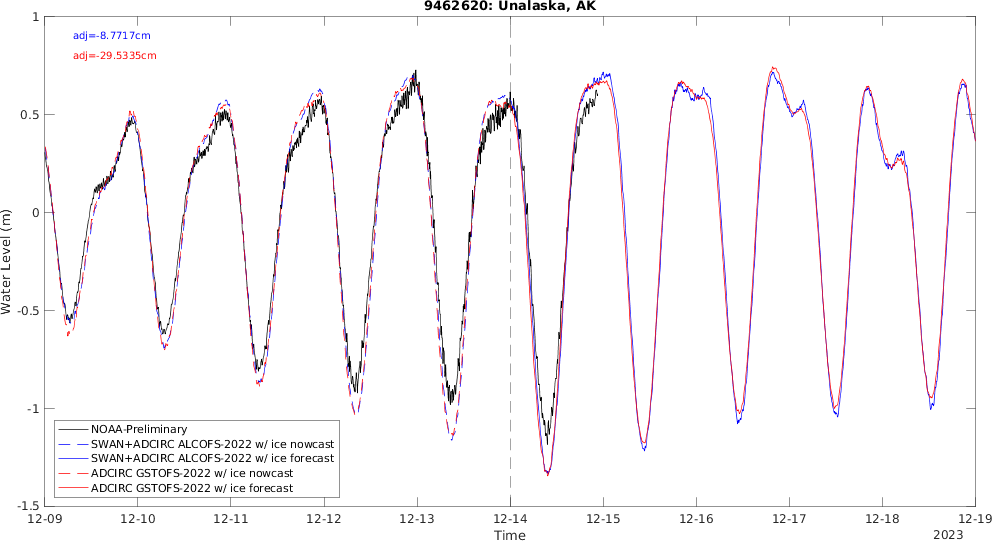 9462620: Unalaska, AK
adj=-8.7717cm
adj=-29.5335cm
Water Level (m)
1
0.5
0
-0.5
-1
-1.5
NOAA-Preliminary
SWAN+ADCIRC ALCOFS-2022 w/ ice nowcast
SWAN+ADCIRC ALCOFS-2022 w/ ice forecast
ADCIRC GSTOFS-2022 w/ ice nowcast
ADCIRC GSTOFS-2022 w/ ice forecast
12-09 12-10 12-11 12-12 12-13 12-14 12-15 12-16 12-17 12-18 12-19
Time
2023